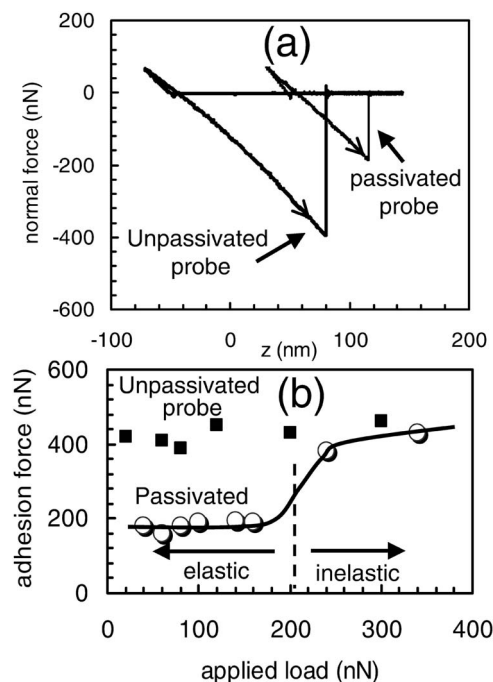 200
(a)
0
-200
-400
-600
normal force (nN)
passivated
probe
Unpassivated
probe
-100
0
100
200
z (nm)
600
Unpassivated
probe
(b)
400
Passivated
200
elastic
inelastic
0
adhesion force (nN)
0
100
200
300
400
applied load (nN)